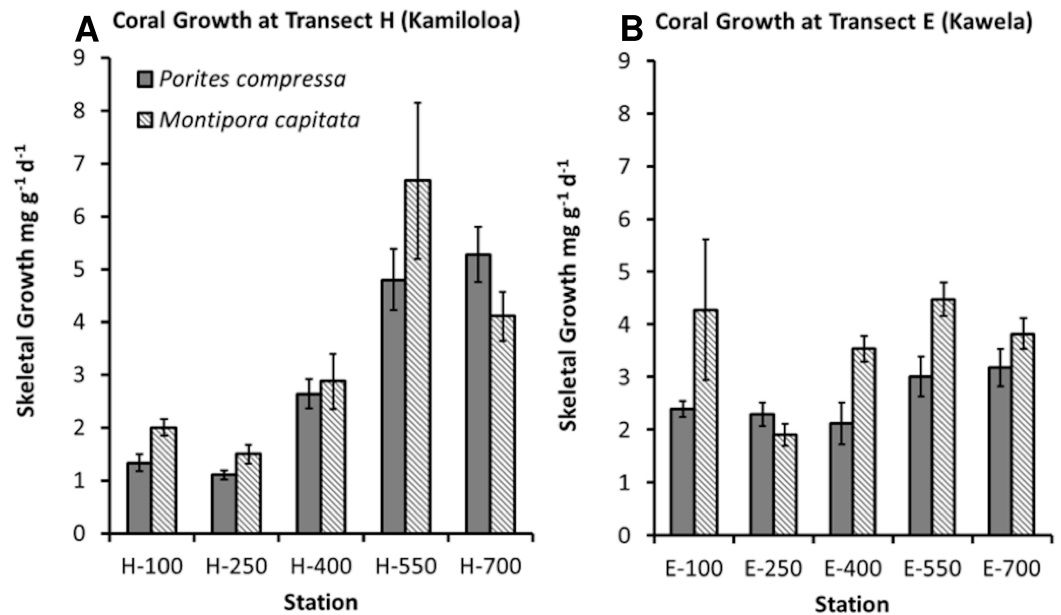 A
Coral Growth at Transect H (Kamiloloa)
Skeletal Growth mg g⁻¹ d⁻¹
9
8
7
6
5
4
3
2
1
0
Porites compressa
Montipora capitata
H-100 H-250 H-400 H-550 H-700
Station
B
Coral Growth at Transect E (Kawela)
Skeletal Growth mg g⁻¹ d⁻¹
9
8
7
6
5
4
3
2
1
0
E-100 E-250 E-400 E-550 E-700
Station